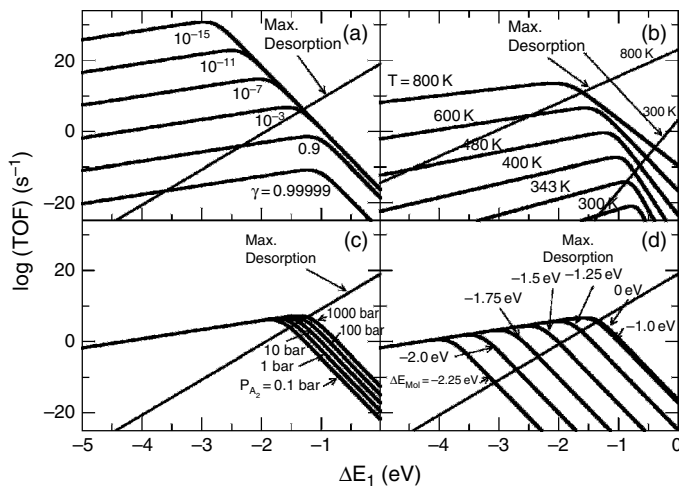 20
0
−20
20
0
−20
log (TOF) (s⁻¹)
(a)
10⁻¹⁵
10⁻¹¹
10⁻⁷
10⁻³
0.9
γ = 0.99999
Max.
Desorption
(b)
Max.
Desorption
800 K
300 K
T = 800 K
600 K
480 K
400 K
343 K
300 K
(c)
Max.
Desorption
1000 bar
100 bar
10 bar
1 bar
P_A₂ = 0.1 bar
(d)
Max.
Desorption
−1.5 eV
−1.25 eV
−1.75 eV
0 eV
−1.0 eV
−2.0 eV
ΔE_Mol = −2.25 eV
−5 −4 −3 −2 −1 −5 −4 −3 −2 −1 0
ΔE₁ (eV)